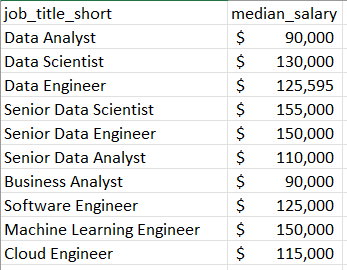 job_title_short median_salary
Data Analyst $ 90,000
Data Scientist $ 130,000
Data Engineer $ 125,595
Senior Data Scientist $ 155,000
Senior Data Engineer $ 150,000
Senior Data Analyst $ 110,000
Business Analyst $ 90,000
Software Engineer $ 125,000
Machine Learning Engineer $ 150,000
Cloud Engineer $ 115,000